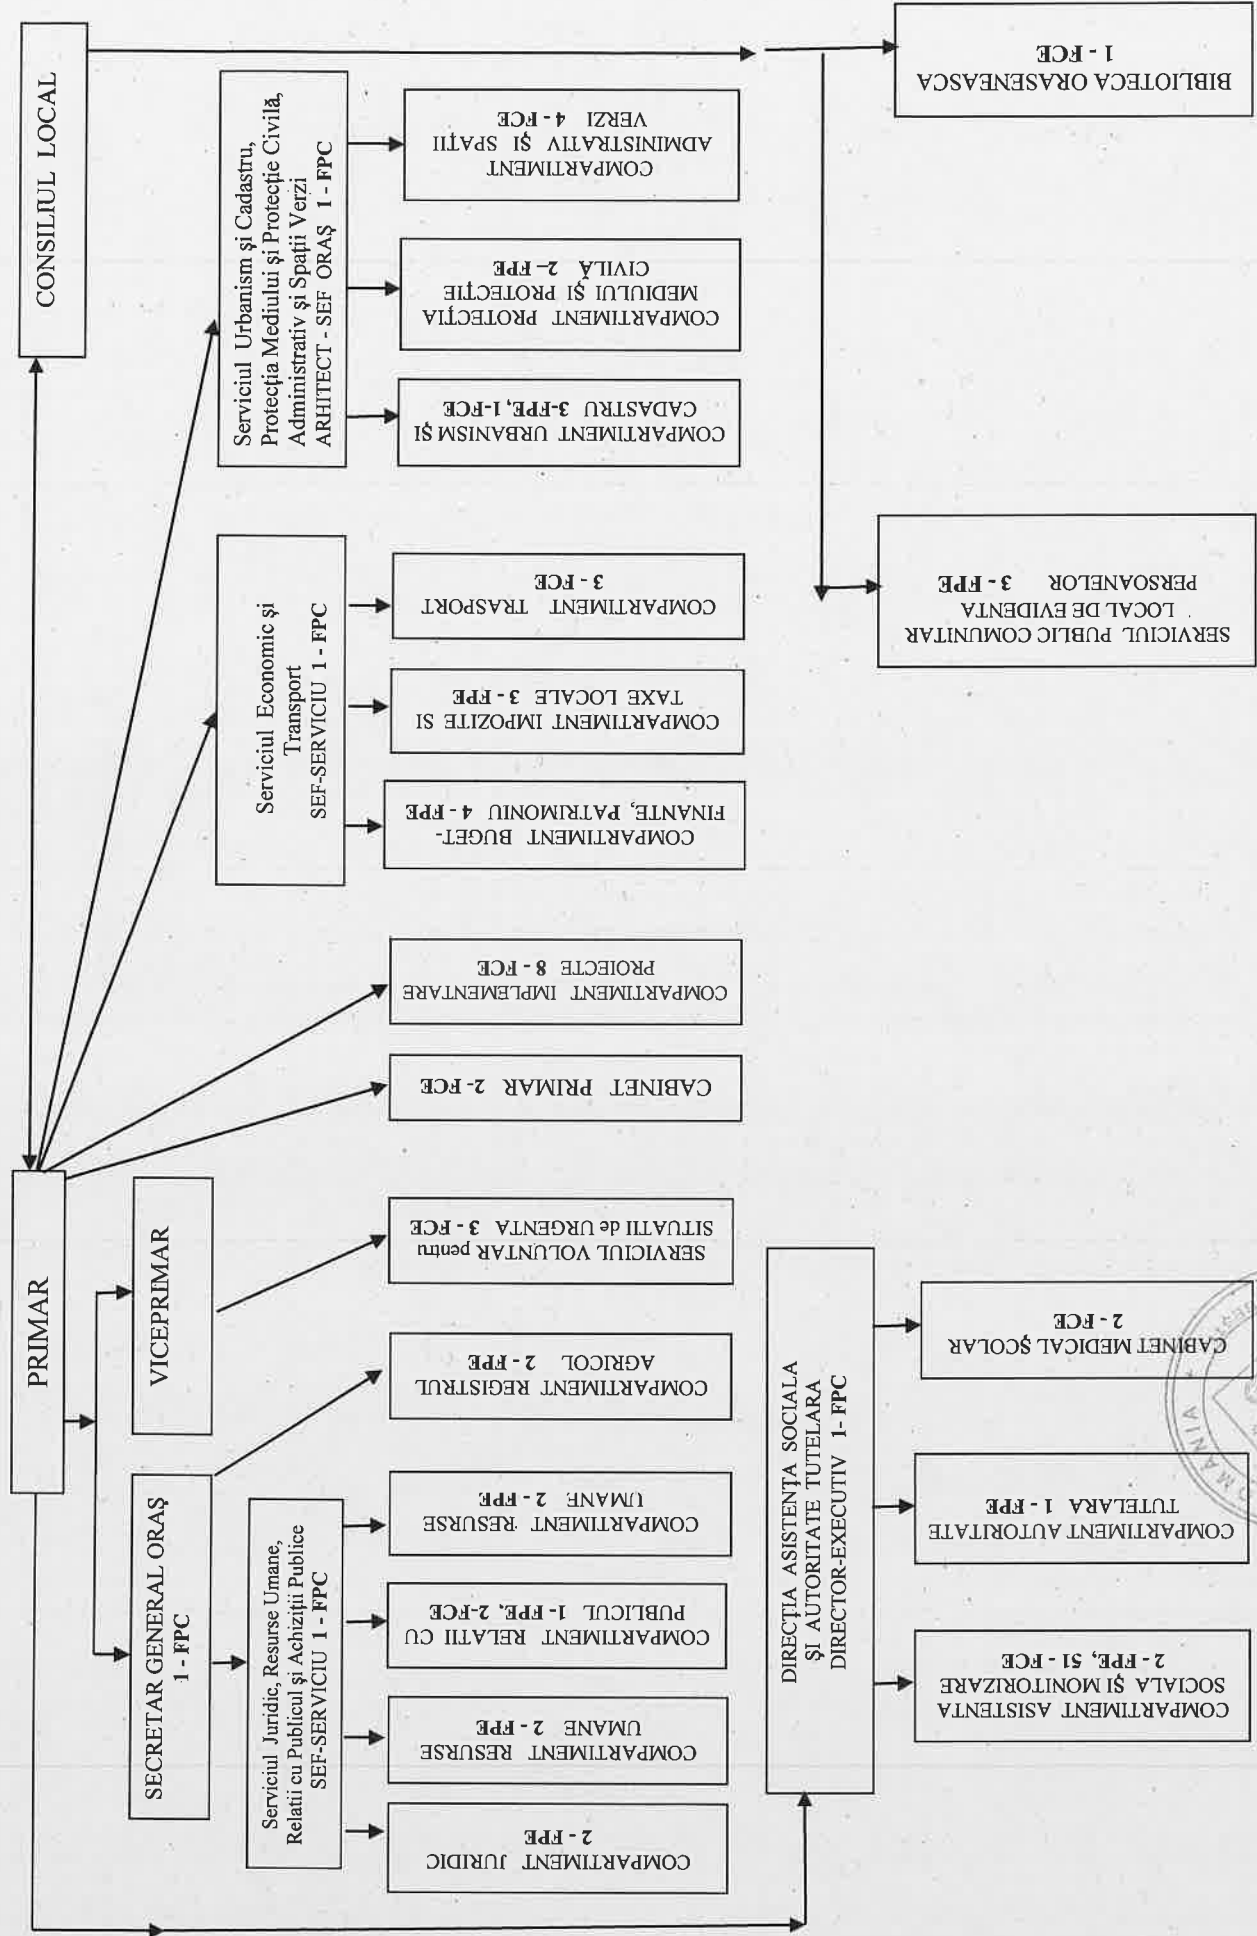 PRIMAR
CONSILIUL LOCAL
SECRETAR GENERAL ORAȘ
1 - FPC
VICEPRIMAR
Serviciul Juridic, Resurse Umane,
Relatii cu Publicul și Achiziții Publice
SEF-SERVICIU 1 - FPC
Serviciul Economic și
Transport
SEF-SERVICIU 1 - FPC
Serviciul Urbanism și Cadastru,
Protecția Mediului și Protecție Civilă,
Administrativ și Spații Verzi
ARHITECT - SEF ORAȘ 1 - FPC
COMPARTIMENT JURIDIC
2 - FPE
COMPARTIMENT RESURSE
UMANE 2 - FPE
COMPARTIMENT RELATII CU
PUBLICUL 1- FPE, 2-FCE
COMPARTIMENT RESURSE
UMANE 2 - FPE
COMPARTIMENT REGISTRUL
AGRICOL 2 - FPE
SERVICIUL VOLUNTAR pentru
SITUATII de URGENTA 3 - FCE
CABINET PRIMAR 2- FCE
COMPARTIMENT IMPLEMENTARE
PROIECTE 8 - FCE
COMPARTIMENT BUGET-
FINANTE, PATRIMONIU 4 - FPE
COMPARTIMENT IMPOZITE SI
TAXE LOCALE 3 - FPE
COMPARTIMENT TRASPORT
3 - FCE
COMPARTIMENT URBANISM ȘI
CADASTRU 3-FPE, 1-FCE
COMPARTIMENT PROTECȚIA
MEDIULUI ȘI PROTECȚIE
CIVILĂ 2– FPE
COMPARTIMENT
ADMINISTRATIV ȘI SPAȚII
VERZI 4 - FCE
DIRECȚIA ASISTENȚA SOCIALA
ȘI AUTORITATE TUTELARA
DIRECTOR-EXECUTIV 1- FPC
COMPARTIMENT ASISTENTA
SOCIALA ȘI MONITORIZARE
2 - FPE, 51 - FCE
COMPARTIMENT AUTORITATE
TUTELARA 1 - FPE
CABINET MEDICAL ȘCOLAR
2 - FCE
SERVICIUL PUBLIC COMUNITAR
LOCAL DE EVIDENTA
PERSOANELOR 3 - FPE
BIBLIOTECA ORASENEASCA
1 - FCE